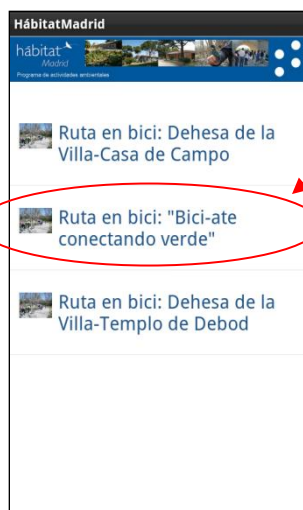 HábitatMadrid
hábitat
Madrid
Programa de actividades ambientales
Ruta en bici: Dehesa de la
Villa-Casa de Campo
Ruta en bici: "Bici-ate
conectando verde"
Ruta en bici: Dehesa de la
Villa-Templo de Debod